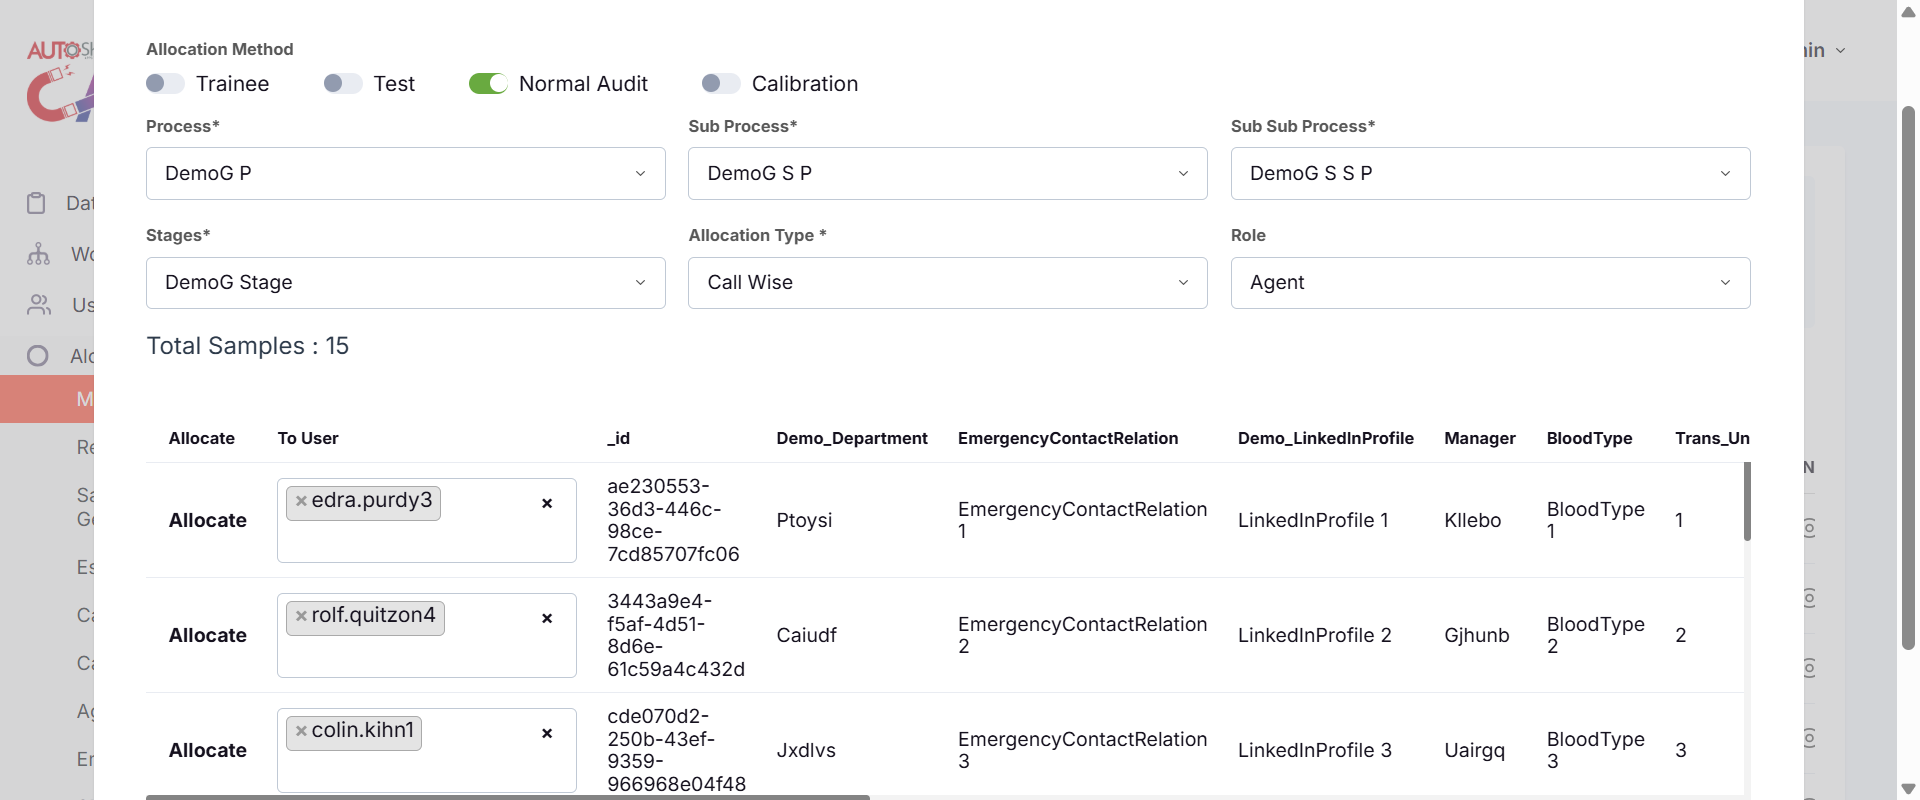 Allocation Method
Trainee Test Normal Audit Calibration
Process* Sub Process* Sub Sub Process*
DemoG P DemoG S P DemoG S S P
Stages* Allocation Type * Role
DemoG Stage Call Wise Agent
Total Samples : 15
Allocate To User _id Demo_Department EmergencyContactRelation Demo_LinkedInProfile Manager BloodType Trans_Un
Allocate × edra.purdy3 × ae230553-
36d3-446c-
98ce-
7cd85707fc06 Ptoysi EmergencyContactRelation
1 LinkedInProfile 1 Kllebo BloodType
1 1
Allocate × rolf.quitzon4 × 3443a9e4-
f5af-4d51-
8d6e-
61c59a4c432d Caiudf EmergencyContactRelation
2 LinkedInProfile 2 Gjhunb BloodType
2 2
Allocate × colin.kihn1 × cde070d2-
250b-43ef-
9359-
966968e04f48 Jxdlvs EmergencyContactRelation
3 LinkedInProfile 3 Uairgq BloodType
3 3